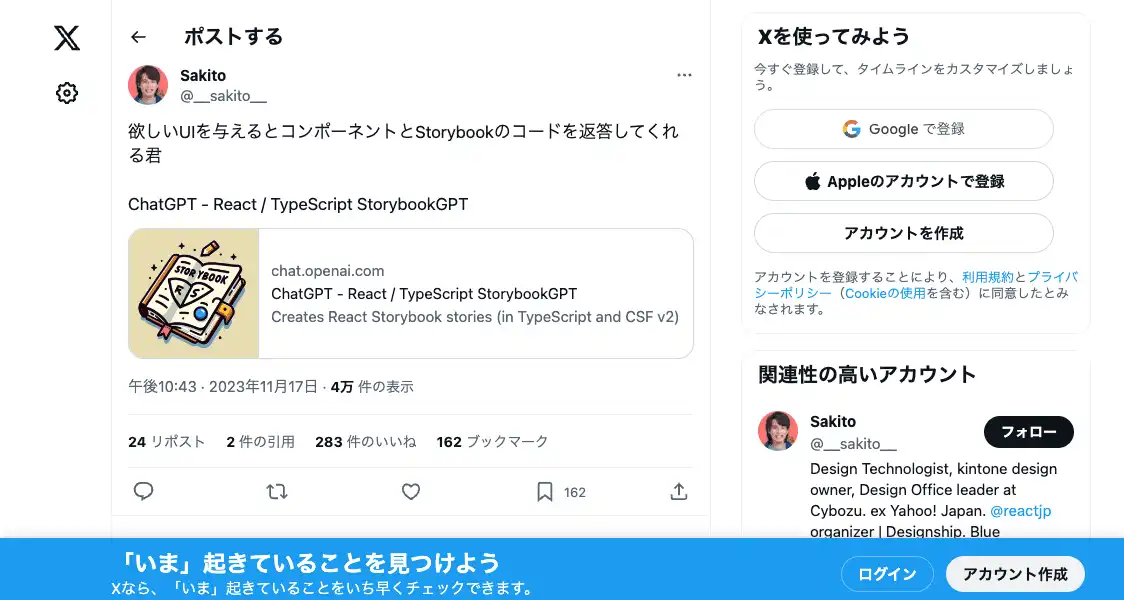 ポストする
Sakito
@__sakito__
欲しいUIを与えるとコンポーネントとStorybookのコードを返答してくれ
る君
ChatGPT - React / TypeScript StorybookGPT
STORYBOOK
chat.openai.com
ChatGPT - React / TypeScript StorybookGPT
Creates React Storybook stories (in TypeScript and CSF v2)
午後10:43 · 2023年11月17日 · 4万 件の表示
24 リポスト 2 件の引用 283 件のいいね 162 ブックマーク
162
Xを使ってみよう
今すぐ登録して、タイムラインをカスタマイズしましょ
う。
Google で登録
Appleのアカウントで登録
アカウントを作成
アカウントを登録することにより、利用規約とプライバ
シーポリシー（Cookieの使用を含む）に同意したとみ
なされます。
関連性の高いアカウント
Sakito
@__sakito__
フォロー
Design Technologist, kintone design
owner, Design Office leader at
Cybozu. ex Yahoo! Japan. @reactjp
organizer | Designship. Blue
「いま」起きていることを見つけよう
Xなら、「いま」起きていることをいち早くチェックできます。
ログイン
アカウント作成